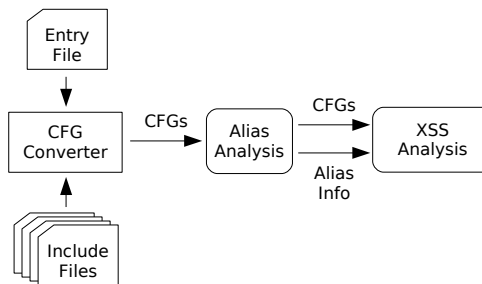 Entry
File
CFG
Converter
CFGs
Alias
Analysis
CFGs
Alias
Info
XSS
Analysis
Include
Files